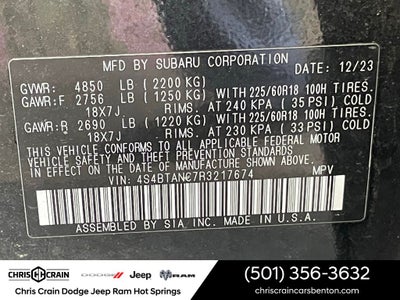 MFD BY SUBARU CORPORATION DATE: 12/23
GVWR: 4850 LB (2200 KG)
GAWR:F 2756 LB (1250 KG) WITH 225/60R18 100H TIRES.
18X7J RIMS. AT 240 KPA (35 PSI) COLD
GAWR:R 2690 LB (1220 KG) WITH 225/60R18 100H TIRES.
18X7J RIMS. AT 230 KPA (33 PSI) COLD
THIS VEHICLE CONFORMS TO ALL APPLICABLE FEDERAL MOTOR
VEHICLE SAFETY STANDARDS IN EFFECT ON THE
DATE OF MANUFACTURE SHOWN ABOVE.
VIN: 4S4BTANC7R3217674 MPV
ASSEMBLED BY SIA, INC. MADE IN U.S.A.
CHRIS CRAIN DODGE Jeep RAM
Chris Crain Dodge Jeep Ram Hot Springs
(501) 356-3632
chriscraincarsbenton.com